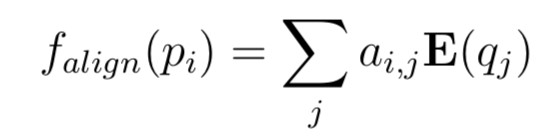 f_{align}(p_i) = \sum_j a_{i,j} \mathbf{E}(q_j)